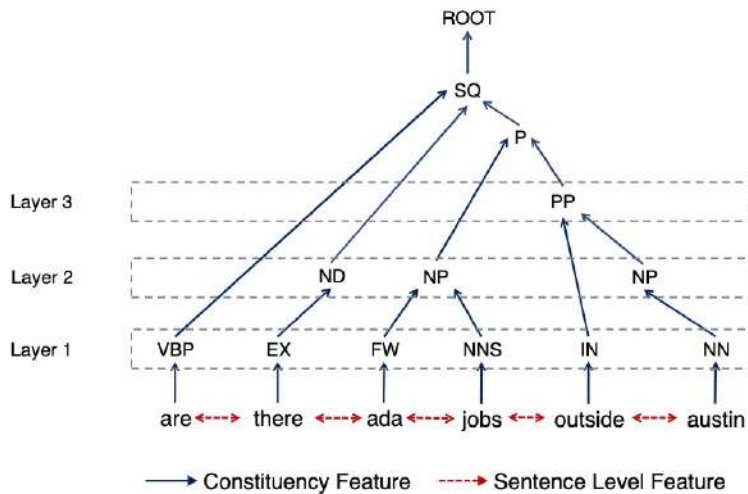 ROOT
SQ
P
Layer 3 PP
Layer 2 ND NP NP
Layer 1 VBP EX FW NNS IN NN
are there ada jobs outside austin
Constituency Feature Sentence Level Feature